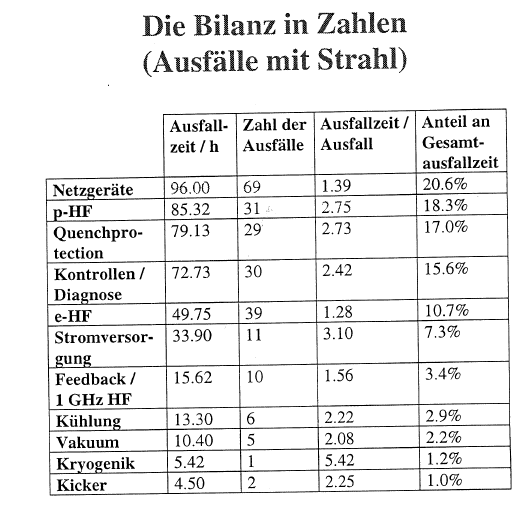 Die Bilanz in Zahlen
(Ausfälle mit Strahl)
Ausfall-
zeit / h
Zahl der
Ausfälle
Ausfallzeit /
Ausfall
Anteil an
Gesamt-
ausfallzeit
Netzgeräte 96.00 69 1.39 20.6%
p-HF 85.32 31 2.75 18.3%
Quenchpro- 79.13 29 2.73 17.0%
tection
Kontrollen / 72.73 30 2.42 15.6%
Diagnose
e-HF 49.75 39 1.28 10.7%
Stromversor- 33.90 11 3.10 7.3%
gung
Feedback / 15.62 10 1.56 3.4%
1 GHz HF
Kühlung 13.30 6 2.22 2.9%
Vakuum 10.40 5 2.08 2.2%
Kryogenik 5.42 1 5.42 1.2%
Kicker 4.50 2 2.25 1.0%